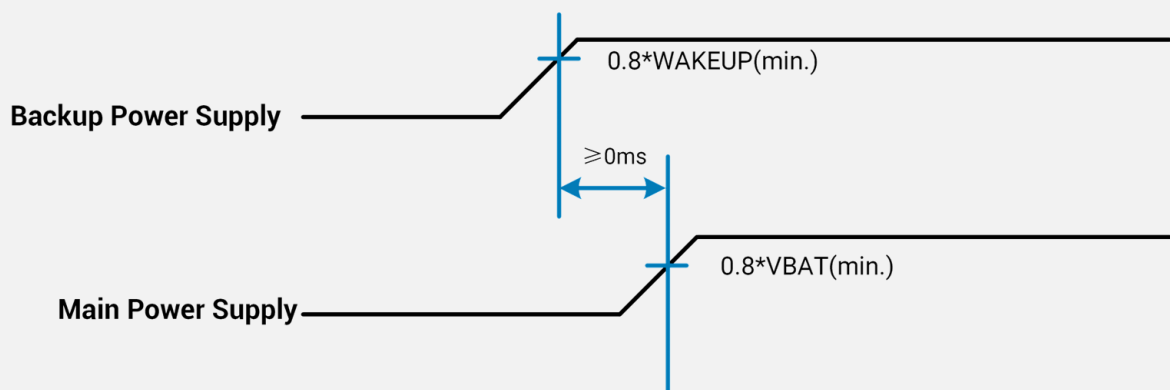 0.8*WAKEUP(min.)
Backup Power Supply
≥0ms
0.8*VBAT(min.)
Main Power Supply